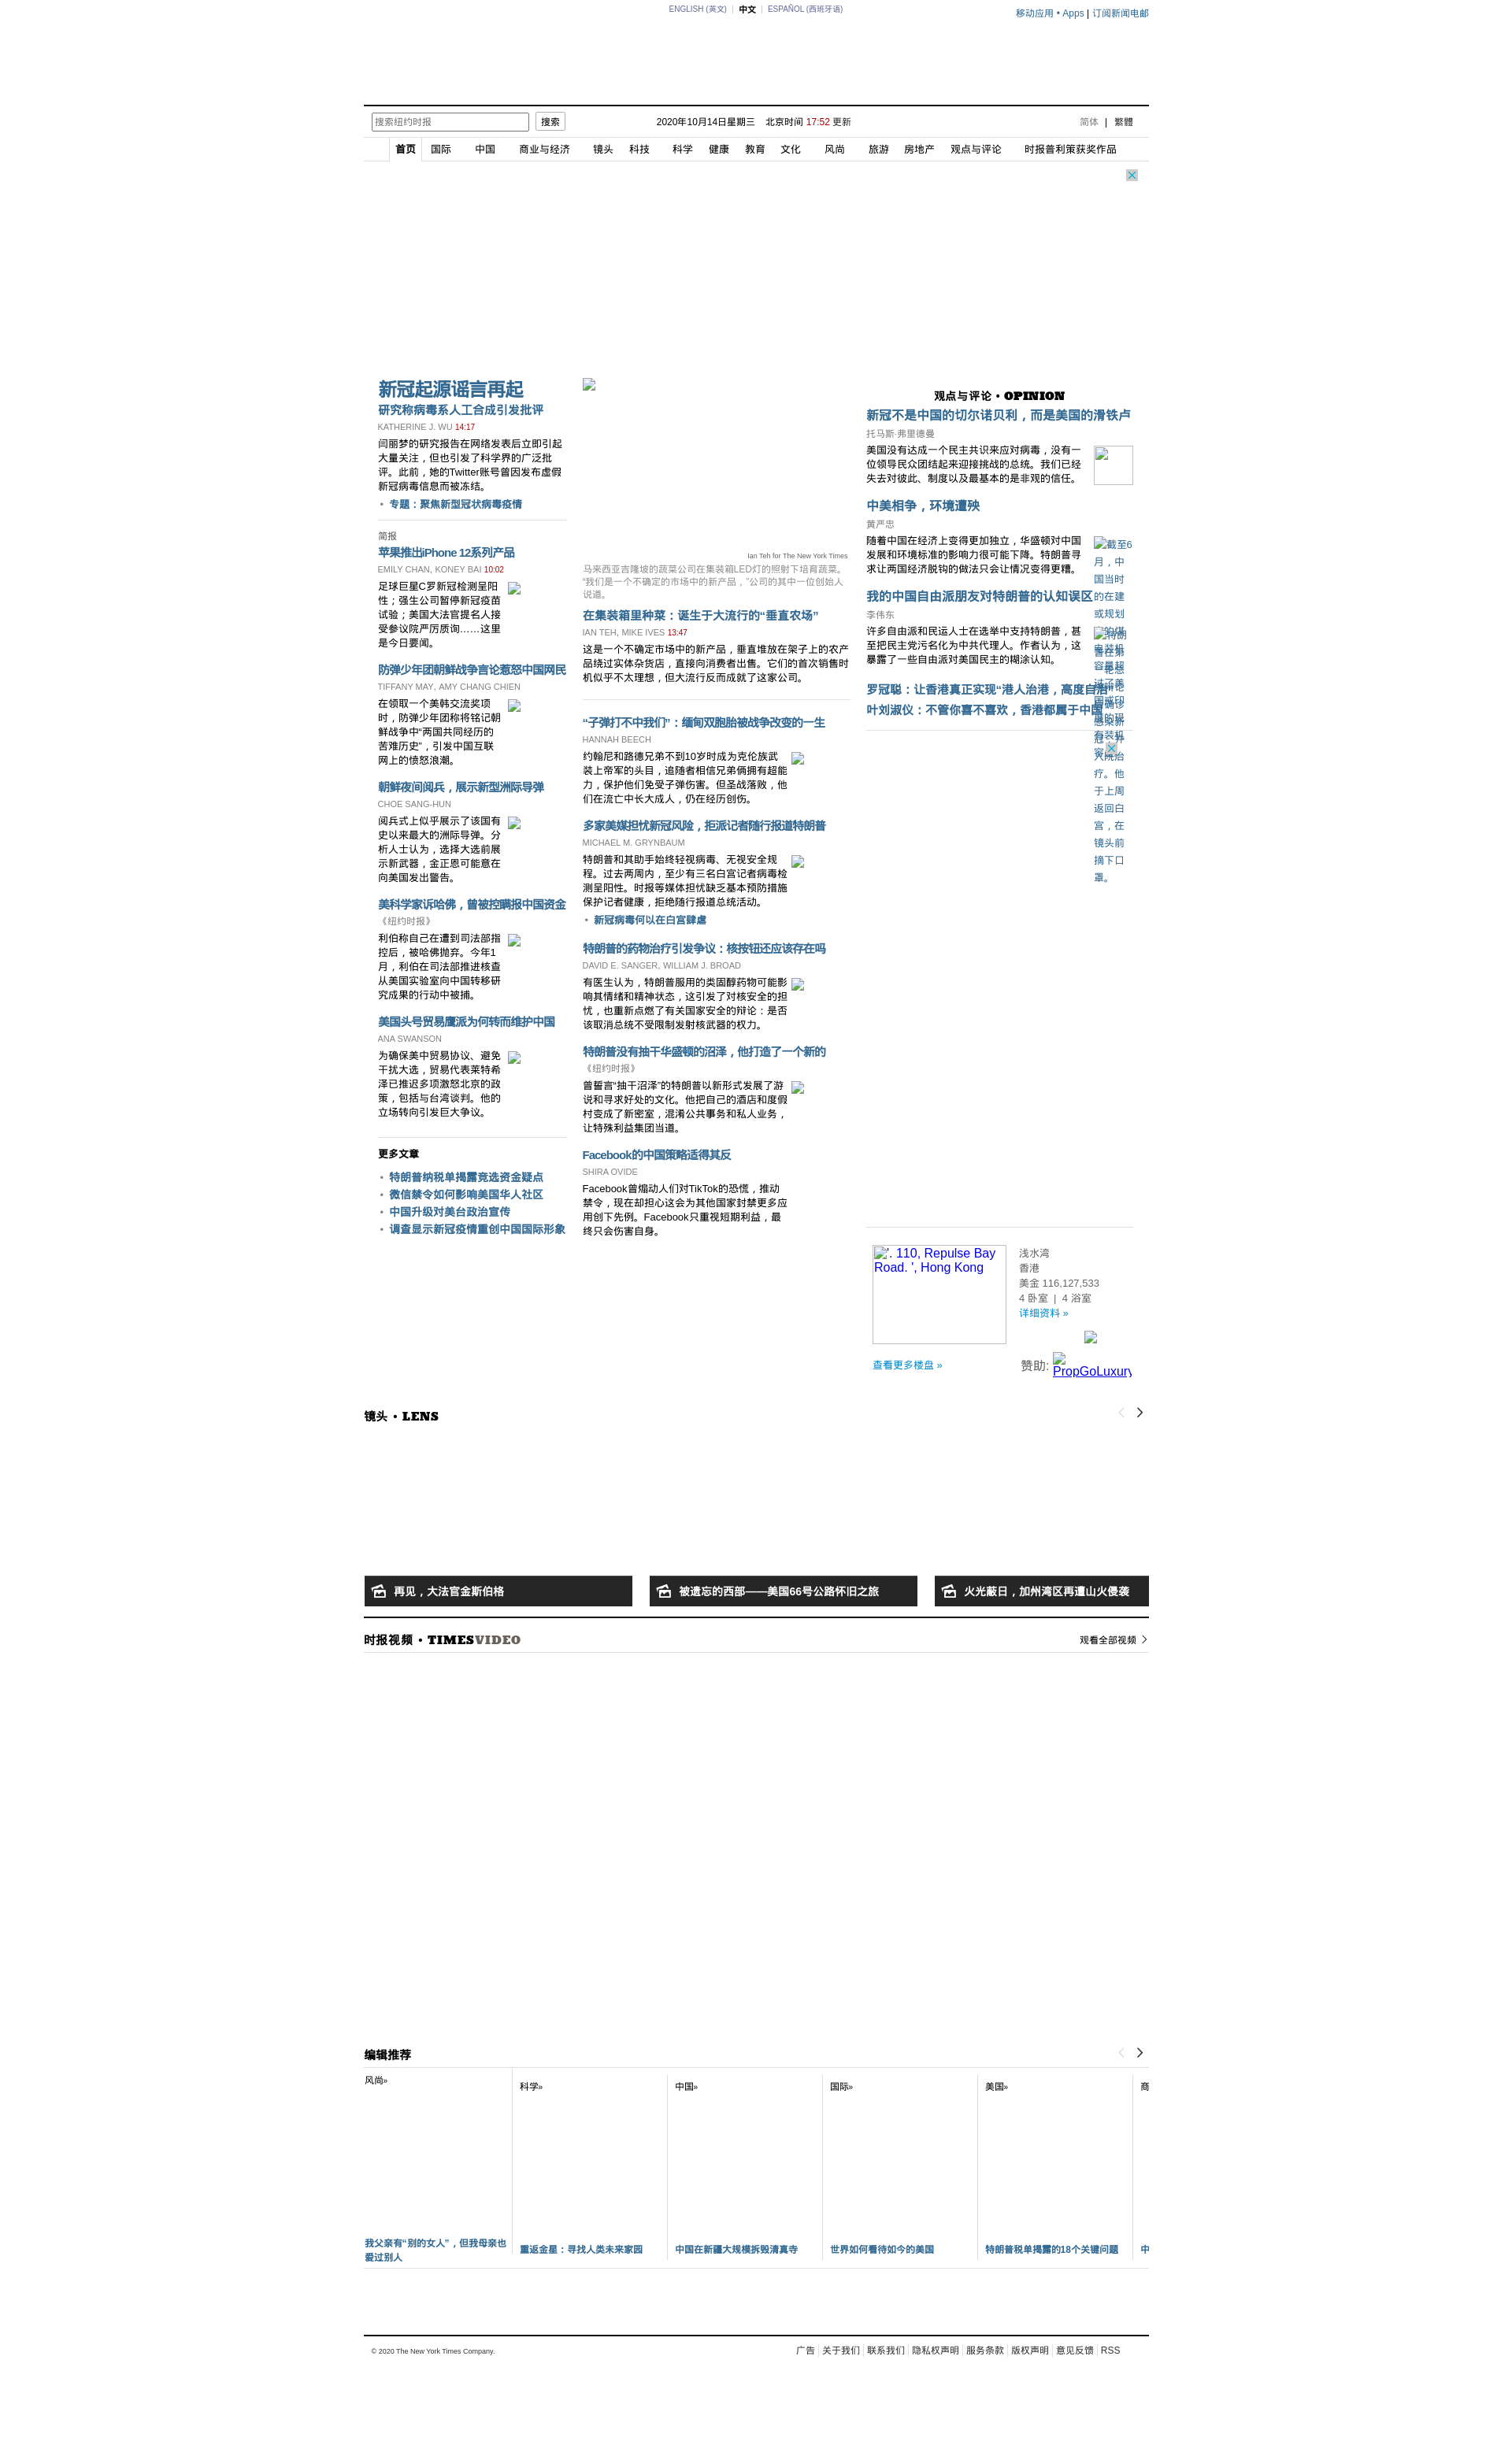 ENGLISH (英文) | 中文 | ESPAÑOL (西班牙语)
移动应用 • Apps | 订阅新闻电邮
搜索纽约时报 搜索 2020年10月14日星期三 北京时间 17:52 更新 简体 | 繁體
首页 国际 中国 商业与经济 镜头 科技 科学 健康 教育 文化 风尚 旅游 房地产 观点与评论 时报普利策获奖作品
新冠起源谣言再起
研究称病毒系人工合成引发批评
KATHERINE J. WU 14:17
闫丽梦的研究报告在网络发表后立即引起
大量关注，但也引发了科学界的广泛批
评。此前，她的Twitter账号曾因发布虚假
新冠病毒信息而被冻结。
• 专题：聚焦新型冠状病毒疫情
简报
苹果推出iPhone 12系列产品
EMILY CHAN, KONEY BAI 10:02
足球巨星C罗新冠检测呈阳
性；强生公司暂停新冠疫苗
试验；美国大法官提名人接
受参议院严厉质询……这里
是今日要闻。
防弹少年团朝鲜战争言论惹怒中国网民
TIFFANY MAY, AMY CHANG CHIEN
在领取一个美韩交流奖项
时，防弹少年团称将铭记朝
鲜战争中“两国共同经历的
苦难历史”，引发中国互联
网上的愤怒浪潮。
朝鲜夜间阅兵，展示新型洲际导弹
CHOE SANG-HUN
阅兵式上似乎展示了该国有
史以来最大的洲际导弹。分
析人士认为，选择大选前展
示新武器，金正恩可能意在
向美国发出警告。
美科学家诉哈佛，曾被控瞒报中国资金
《纽约时报》
利伯称自己在遭到司法部指
控后，被哈佛抛弃。今年1
月，利伯在司法部推进核查
从美国实验室向中国转移研
究成果的行动中被捕。
美国头号贸易鹰派为何转而维护中国
ANA SWANSON
为确保美中贸易协议、避免
干扰大选，贸易代表莱特希
泽已推迟多项激怒北京的政
策，包括与台湾谈判。他的
立场转向引发巨大争议。
更多文章
• 特朗普纳税单揭露竞选资金疑点
• 微信禁令如何影响美国华人社区
• 中国升级对美台政治宣传
• 调查显示新冠疫情重创中国国际形象
Ian Teh for The New York Times
马来西亚吉隆坡的蔬菜公司在集装箱LED灯的照射下培育蔬菜。
“我们是一个不确定的市场中的新产品，”公司的其中一位创始人
说道。
在集装箱里种菜：诞生于大流行的“垂直农场”
IAN TEH, MIKE IVES 13:47
这是一个不确定市场中的新产品，垂直堆放在架子上的农产
品绕过实体杂货店，直接向消费者出售。它们的首次销售时
机似乎不太理想，但大流行反而成就了这家公司。
“子弹打不中我们”：缅甸双胞胎被战争改变的一生
HANNAH BEECH
约翰尼和路德兄弟不到10岁时成为克伦族武
装上帝军的头目，追随者相信兄弟俩拥有超能
力，保护他们免受子弹伤害。但圣战落败，他
们在流亡中长大成人，仍在经历创伤。
多家美媒担忧新冠风险，拒派记者随行报道特朗普
MICHAEL M. GRYNBAUM
特朗普和其助手始终轻视病毒、无视安全规
程。过去两周内，至少有三名白宫记者病毒检
测呈阳性。时报等媒体担忧缺乏基本预防措施
保护记者健康，拒绝随行报道总统活动。
• 新冠病毒何以在白宫肆虐
特朗普的药物治疗引发争议：核按钮还应该存在吗
DAVID E. SANGER, WILLIAM J. BROAD
有医生认为，特朗普服用的类固醇药物可能影
响其情绪和精神状态，这引发了对核安全的担
忧，也重新点燃了有关国家安全的辩论：是否
该取消总统不受限制发射核武器的权力。
特朗普没有抽干华盛顿的沼泽，他打造了一个新的
《纽约时报》
曾誓言“抽干沼泽”的特朗普以新形式发展了游
说和寻求好处的文化。他把自己的酒店和度假
村变成了新密室，混淆公共事务和私人业务，
让特殊利益集团当道。
Facebook的中国策略适得其反
SHIRA OVIDE
Facebook曾煽动人们对TikTok的恐慌，推动
禁令，现在却担心这会为其他国家封禁更多应
用创下先例。Facebook只重视短期利益，最
终只会伤害自身。
观点与评论 • OPINION
新冠不是中国的切尔诺贝利，而是美国的滑铁卢
托马斯·弗里德曼
美国没有达成一个民主共识来应对病毒，没有一
位领导民众团结起来迎接挑战的总统。我们已经
失去对彼此、制度以及最基本的是非观的信任。
中美相争，环境遭殃
黄严忠
随着中国在经济上变得更加独立，华盛顿对中国
发展和环境标准的影响力很可能下降。特朗普寻
求让两国经济脱钩的做法只会让情况变得更糟。
截至6
月，中
国当时
的在建
或规划
我的中国自由派朋友对特朗普的认知误区
李伟东
许多自由派和民运人士在选举中支持特朗普，甚
至把民主党污名化为中共代理人。作者认为，这
暴露了一些自由派对美国民主的糊涂认知。
罗冠聪：让香港真正实现“港人治港，高度自治”
叶刘淑仪：不管你喜不喜欢，香港都属于中国
疗。他
于上周
返回白
宫，在
镜头前
摘下口
罩。
'. 110, Repulse Bay
Road. ', Hong Kong
浅水湾
香港
美金 116,127,533
4 卧室 | 4 浴室
详细资料 »
查看更多楼盘 »
赞助: PropGoLuxury
镜头 • LENS
再见，大法官金斯伯格
被遗忘的西部——美国66号公路怀旧之旅
火光蔽日，加州湾区再遭山火侵袭
时报视频 • TIMESVIDEO
观看全部视频
编辑推荐
风尚»
科学»
中国»
国际»
美国»
商
我父亲有“别的女人”，但我母亲也
爱过别人
重返金星：寻找人类未来家园
中国在新疆大规模拆毁清真寺
世界如何看待如今的美国
特朗普税单揭露的18个关键问题
中
© 2020 The New York Times Company.
广告 关于我们 联系我们 隐私权声明 服务条款 版权声明 意见反馈 RSS